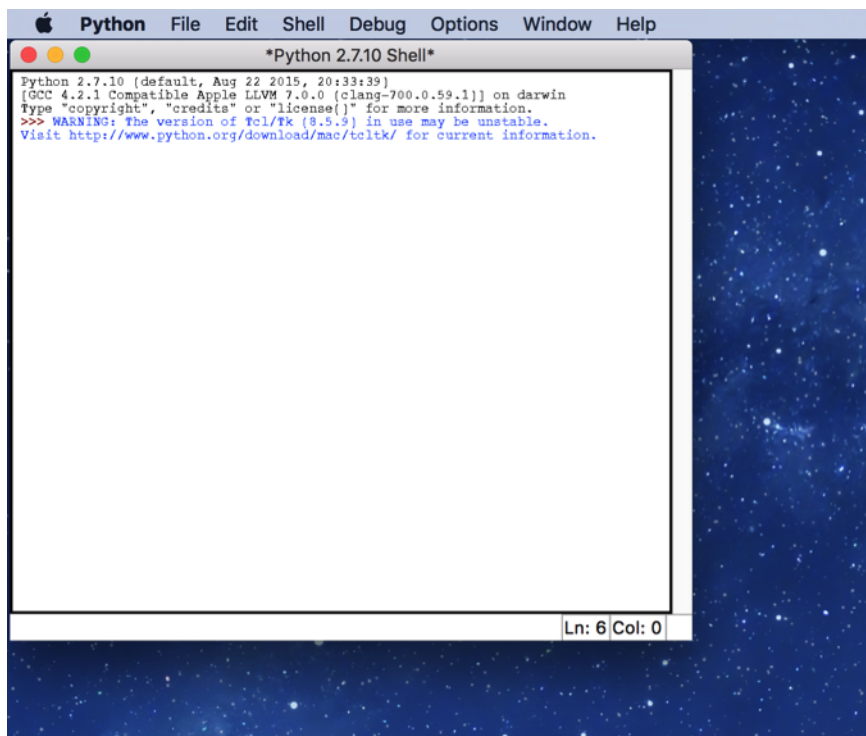 Python File Edit Shell Debug Options Window Help
*Python 2.7.10 Shell*
Python 2.7.10 (default, Aug 22 2015, 20:33:39)
[GCC 4.2.1 Compatible Apple LLVM 7.0.0 (clang-700.0.59.1)] on darwin
Type "copyright", "credits" or "license()" for more information.
>>> WARNING: The version of Tcl/Tk (8.5.9) in use may be unstable.
Visit http://www.python.org/download/mac/tcltk/ for current information.
Ln: 6 Col: 0